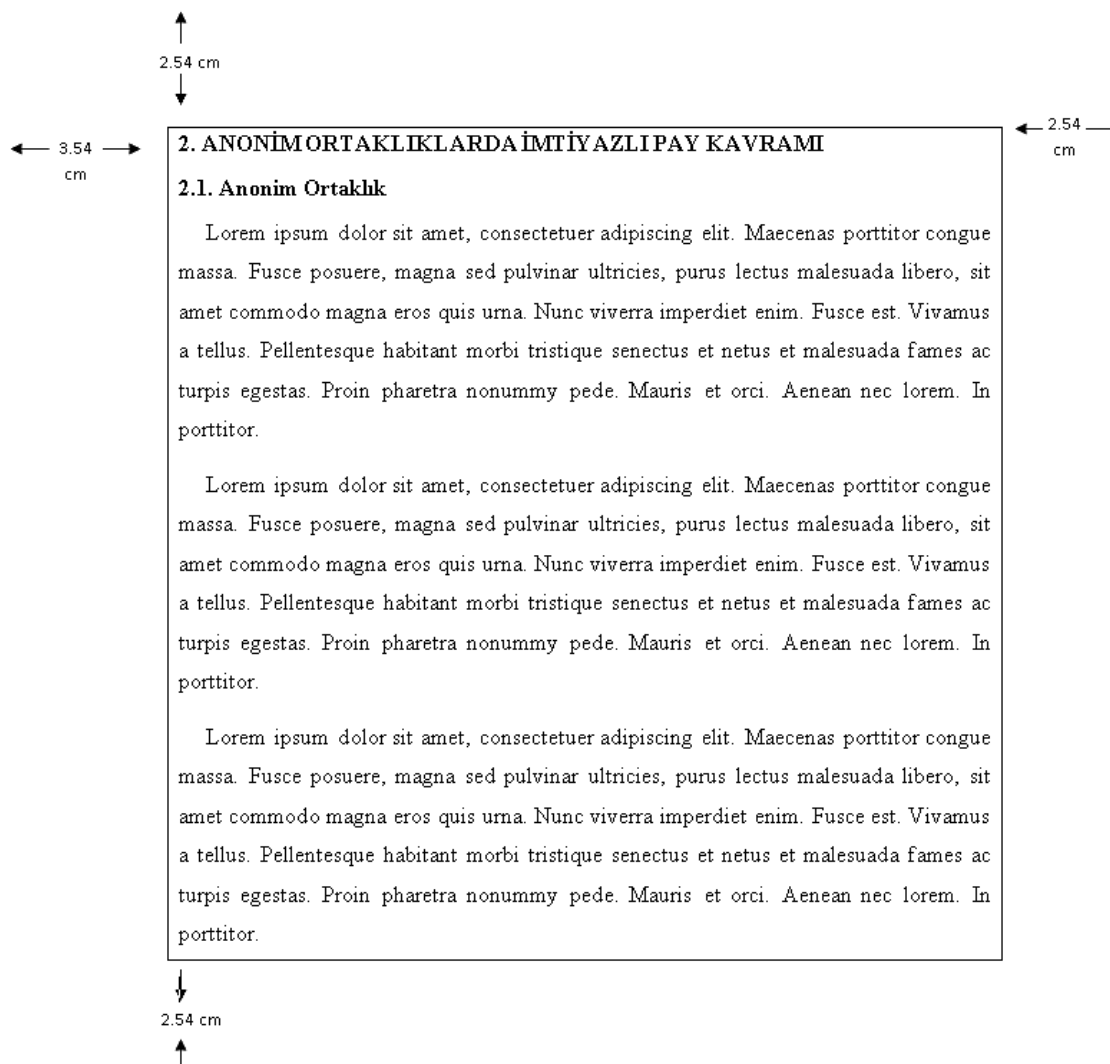 2.54 cm
3.54
cm
2.54
cm
2. ANONİM ORTAKLIKLARDA İMTİYAZLI PAY KAVRAMI
2.1. Anonim Ortaklık
Lorem ipsum dolor sit amet, consectetuer adipiscing elit. Maecenas porttitor congue
massa. Fusce posuere, magna sed pulvinar ultricies, purus lectus malesuada libero, sit
amet commodo magna eros quis urna. Nunc viverra imperdiet enim. Fusce est. Vivamus
a tellus. Pellentesque habitant morbi tristique senectus et netus et malesuada fames ac
turpis egestas. Proin pharetra nonummy pede. Mauris et orci. Aenean nec lorem. In
porttitor.
Lorem ipsum dolor sit amet, consectetuer adipiscing elit. Maecenas porttitor congue
massa. Fusce posuere, magna sed pulvinar ultricies, purus lectus malesuada libero, sit
amet commodo magna eros quis urna. Nunc viverra imperdiet enim. Fusce est. Vivamus
a tellus. Pellentesque habitant morbi tristique senectus et netus et malesuada fames ac
turpis egestas. Proin pharetra nonummy pede. Mauris et orci. Aenean nec lorem. In
porttitor.
Lorem ipsum dolor sit amet, consectetuer adipiscing elit. Maecenas porttitor congue
massa. Fusce posuere, magna sed pulvinar ultricies, purus lectus malesuada libero, sit
amet commodo magna eros quis urna. Nunc viverra imperdiet enim. Fusce est. Vivamus
a tellus. Pellentesque habitant morbi tristique senectus et netus et malesuada fames ac
turpis egestas. Proin pharetra nonummy pede. Mauris et orci. Aenean nec lorem. In
porttitor.
2.54 cm